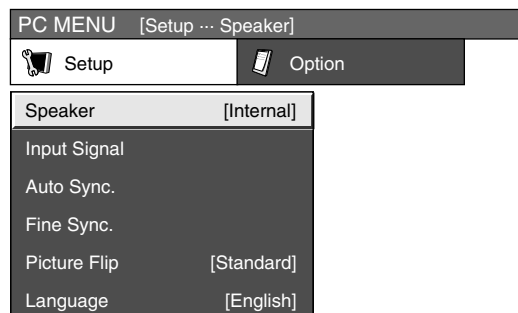 PC MENU [Setup ··· Speaker]
Setup Option
Speaker [Internal]
Input Signal
Auto Sync.
Fine Sync.
Picture Flip [Standard]
Language [English]